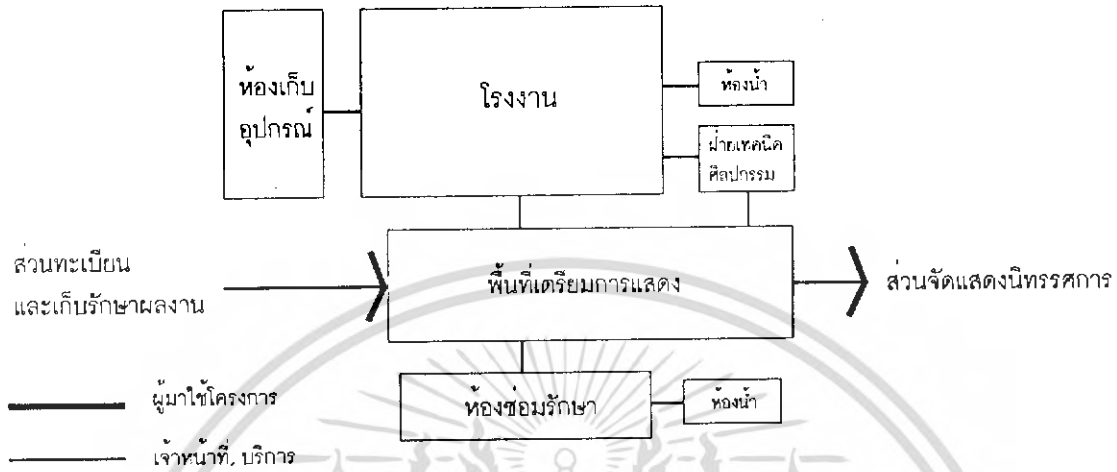 ห้องเก็บ
อุปกรณ์
โรงงาน
ห้องน้ำ
ฝ่ายเทคนิค
ศิลปกรรม
ส่วนทะเบียน
และเก็บรักษาผลงาน
พื้นที่เตรียมการแสดง
ส่วนจัดแสดงนิทรรศการ
ห้องซ่อมรักษา
ห้องน้ำ
ผู้มาใช้โครงการ
เจ้าหน้าที่, บริการ